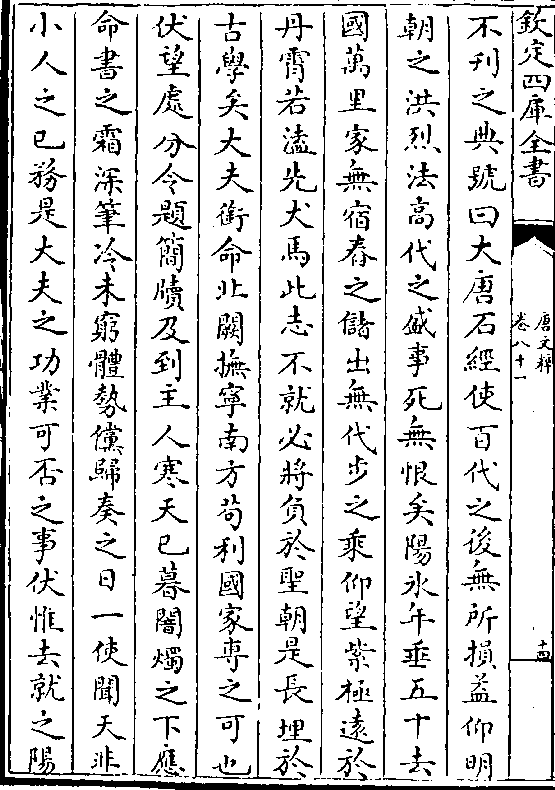 欽定四庫全書
唐文粹
卷八十一
十四
不刊之典號曰大唐石經使百代之後無所損益仰明
朝之洪烈法高代之盛事死無恨矣陽氷年垂五十去
國萬里家無宿舂之儲出無代步之乘仰望紫極遠於
丹霄若溘先犬馬此志不就必將負於聖朝是長埋於
古學矣大夫銜命北闕撫寧南方苟利國家専之可也
伏望處分令題簡牘及到主人寒天已暮闇燭之下應
命書之霜深筆冷未窮體勢儻歸奏之日一使聞天非
小人之已務是大夫之功業可否之事伏惟去就之陽